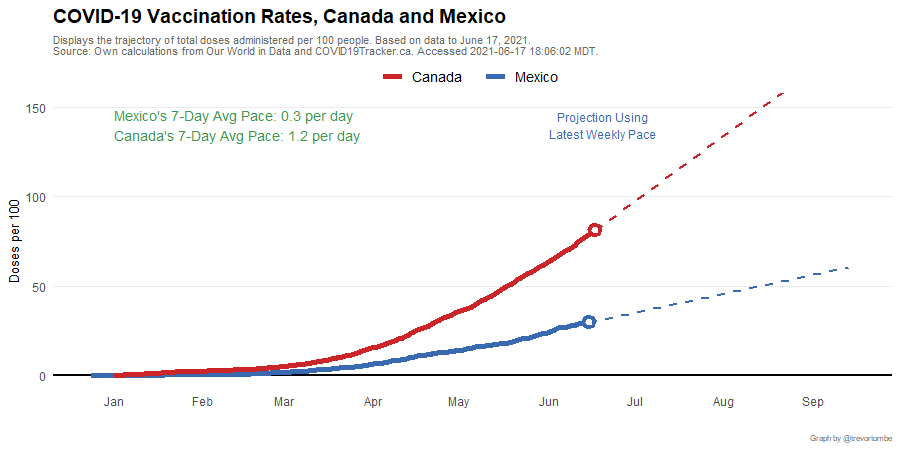 COVID-19 Vaccination Rates, Canada and Mexico
Displays the trajectory of total doses administered per 100 people. Based on data to June 17, 2021.
Source: Own calculations from Our World in Data and COVID19Tracker.ca. Accessed 2021-06-17 18:06:02 MDT.
Canada Mexico
Mexico's 7-Day Avg Pace: 0.3 per day
Canada's 7-Day Avg Pace: 1.2 per day
Projection Using
Latest Weekly Pace
Doses per 100
150
100
50
0
Jan Feb Mar Apr May Jun Jul Aug Sep
Graph by @trevortombe